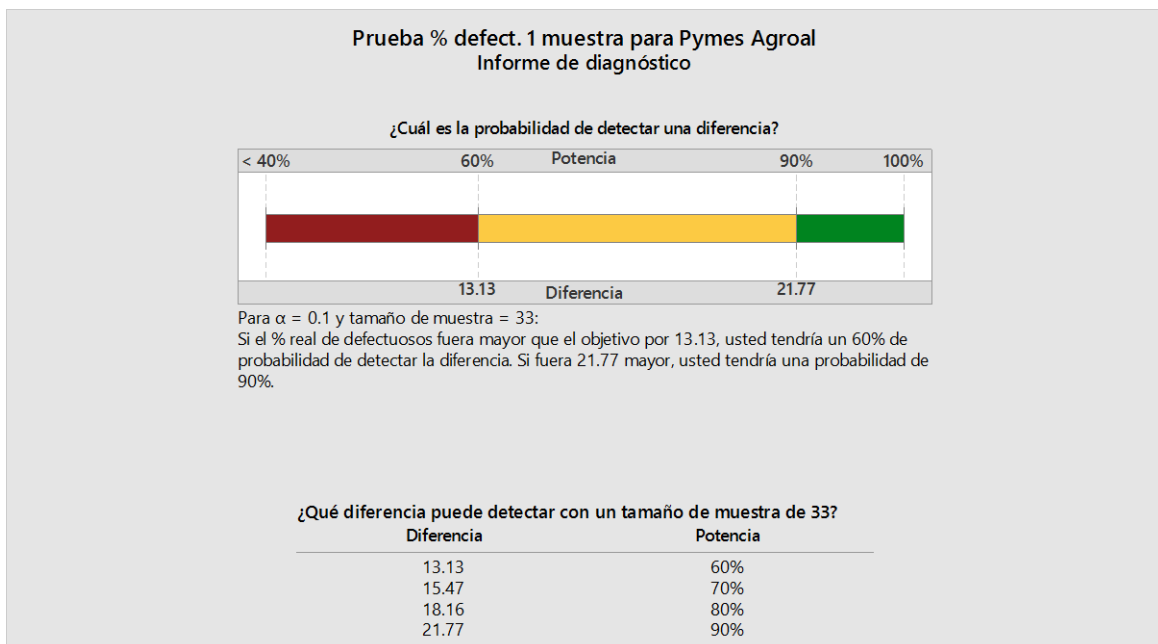 Prueba % defect. 1 muestra para Pymes Agroal
Informe de diagnóstico
¿Cuál es la probabilidad de detectar una diferencia?
< 40% 60% Potencia 90% 100%
13.13 Diferencia 21.77
Para α = 0.1 y tamaño de muestra = 33:
Si el % real de defectuosos fuera mayor que el objetivo por 13.13, usted tendría un 60% de
probabilidad de detectar la diferencia. Si fuera 21.77 mayor, usted tendría una probabilidad de
90%.
¿Qué diferencia puede detectar con un tamaño de muestra de 33?
Diferencia Potencia
13.13 60%
15.47 70%
18.16 80%
21.77 90%